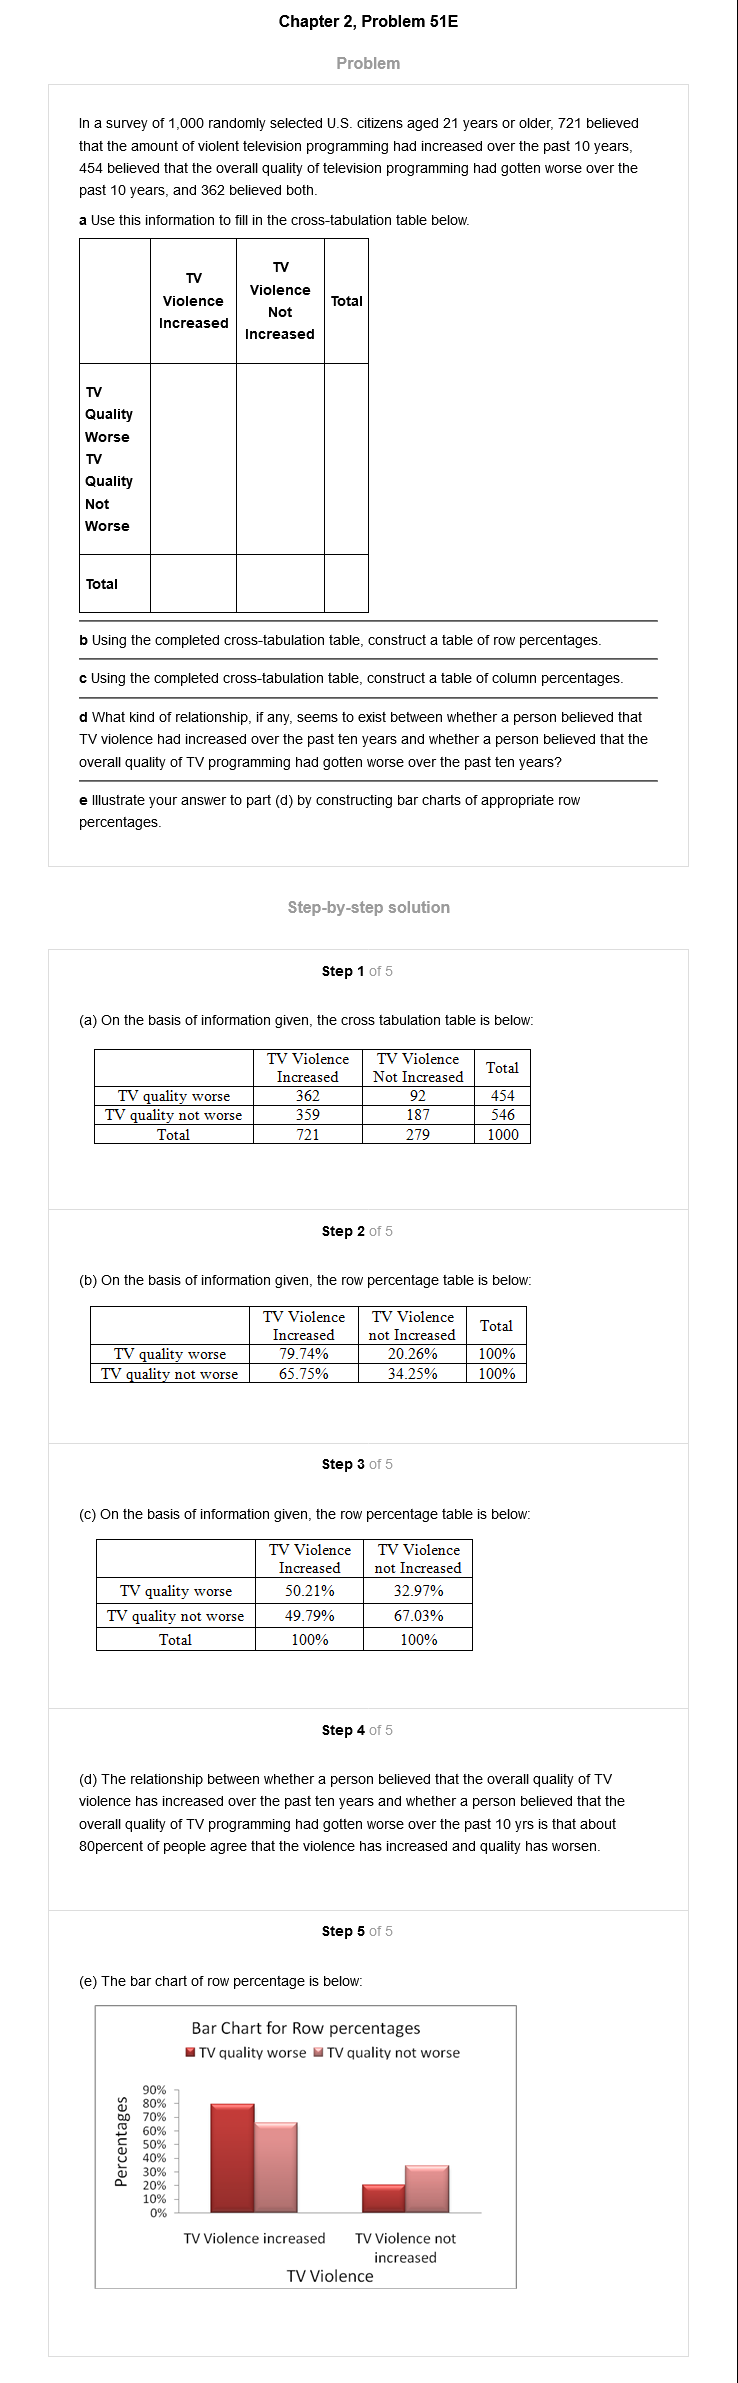 Chapter 2, Problem 51E
Problem
In a survey of 1,000 randomly selected U.S. citizens aged 21 years or older, 721 believed
that the amount of violent television programming had increased over the past 10 years,
454 believed that the overall quality of television programming had gotten worse over the
past 10 years, and 362 believed both.
a Use this information to fill in the cross-tabulation table below.
TV Violence Increased
TV Violence Not Increased
Total
TV
Quality
Worse
TV
Quality
Not
Worse
Total
b Using the completed cross-tabulation table, construct a table of row percentages.
c Using the completed cross-tabulation table, construct a table of column percentages.
d What kind of relationship, if any, seems to exist between whether a person believed that
TV violence had increased over the past ten years and whether a person believed that the
overall quality of TV programming had gotten worse over the past ten years?
e Illustrate your answer to part (d) by constructing bar charts of appropriate row
percentages.
Step-by-step solution
Step 1 of 5
(a) On the basis of information given, the cross tabulation table is below:
TV Violence Increased TV Violence Not Increased Total
TV quality worse 362 92 454
TV quality not worse 359 187 546
Total 721 279 1000
Step 2 of 5
(b) On the basis of information given, the row percentage table is below:
TV Violence Increased TV Violence not Increased Total
TV quality worse 79.74% 20.26% 100%
TV quality not worse 65.75% 34.25% 100%
Step 3 of 5
(c) On the basis of information given, the row percentage table is below:
TV Violence Increased TV Violence not Increased
TV quality worse 50.21% 32.97%
TV quality not worse 49.79% 67.03%
Total 100% 100%
Step 4 of 5
(d) The relationship between whether a person believed that the overall quality of TV
violence has increased over the past ten years and whether a person believed that the
overall quality of TV programming had gotten worse over the past 10 yrs is that about
80percent of people agree that the violence has increased and quality has worsen.
Step 5 of 5
(e) The bar chart of row percentage is below:
Bar Chart for Row percentages
TV quality worse TV quality not worse
Percentages
90%
80%
70%
60%
50%
40%
30%
20%
10%
0%
TV Violence increased
TV Violence not
increased
TV Violence